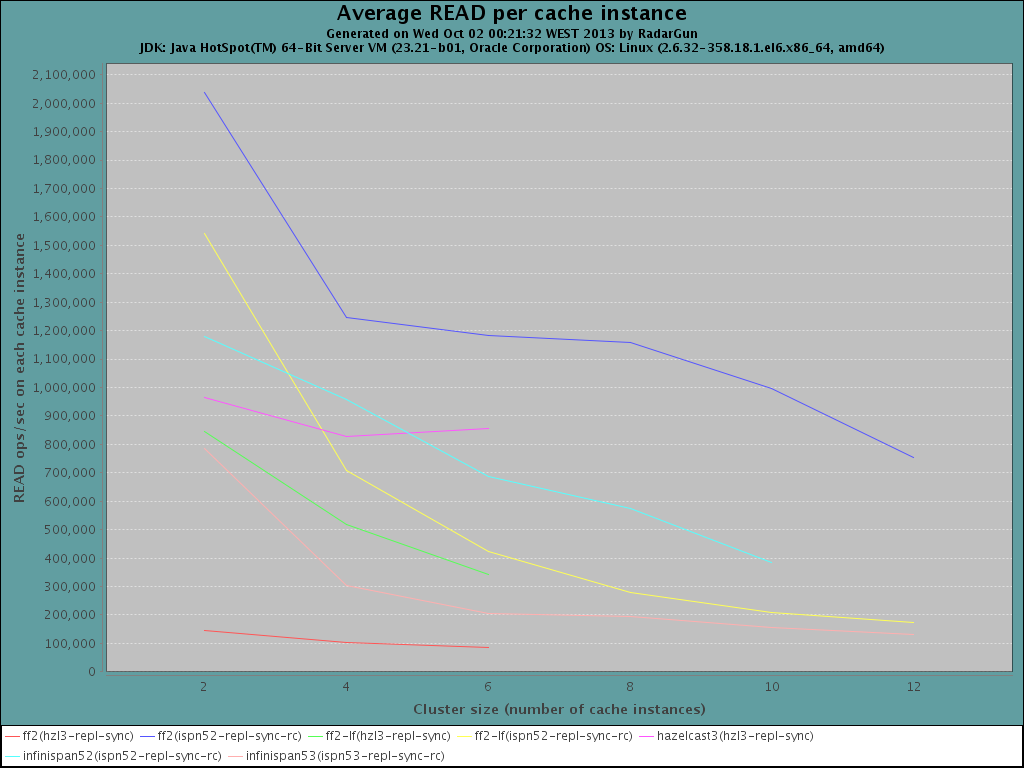 Average READ per cache instance
Generated on Wed Oct 02 00:21:32 WEST 2013 by RadarGun
JDK: Java HotSpot(TM) 64-Bit Server VM (23.21-b01, Oracle Corporation) OS: Linux (2.6.32-358.18.1.el6.x86_64, amd64)
READ ops/sec on each cache instance
2,100,000
2,000,000
1,900,000
1,800,000
1,700,000
1,600,000
1,500,000
1,400,000
1,300,000
1,200,000
1,100,000
1,000,000
900,000
800,000
700,000
600,000
500,000
400,000
300,000
200,000
100,000
0
2 4 6 8 10 12
Cluster size (number of cache instances)
ff2(hzl3-repl-sync) ff2(ispn52-repl-sync-rc) ff2-lf(hzl3-repl-sync) ff2-lf(ispn52-repl-sync-rc) hazelcast3(hzl3-repl-sync)
infinispan52(ispn52-repl-sync-rc) infinispan53(ispn53-repl-sync-rc)